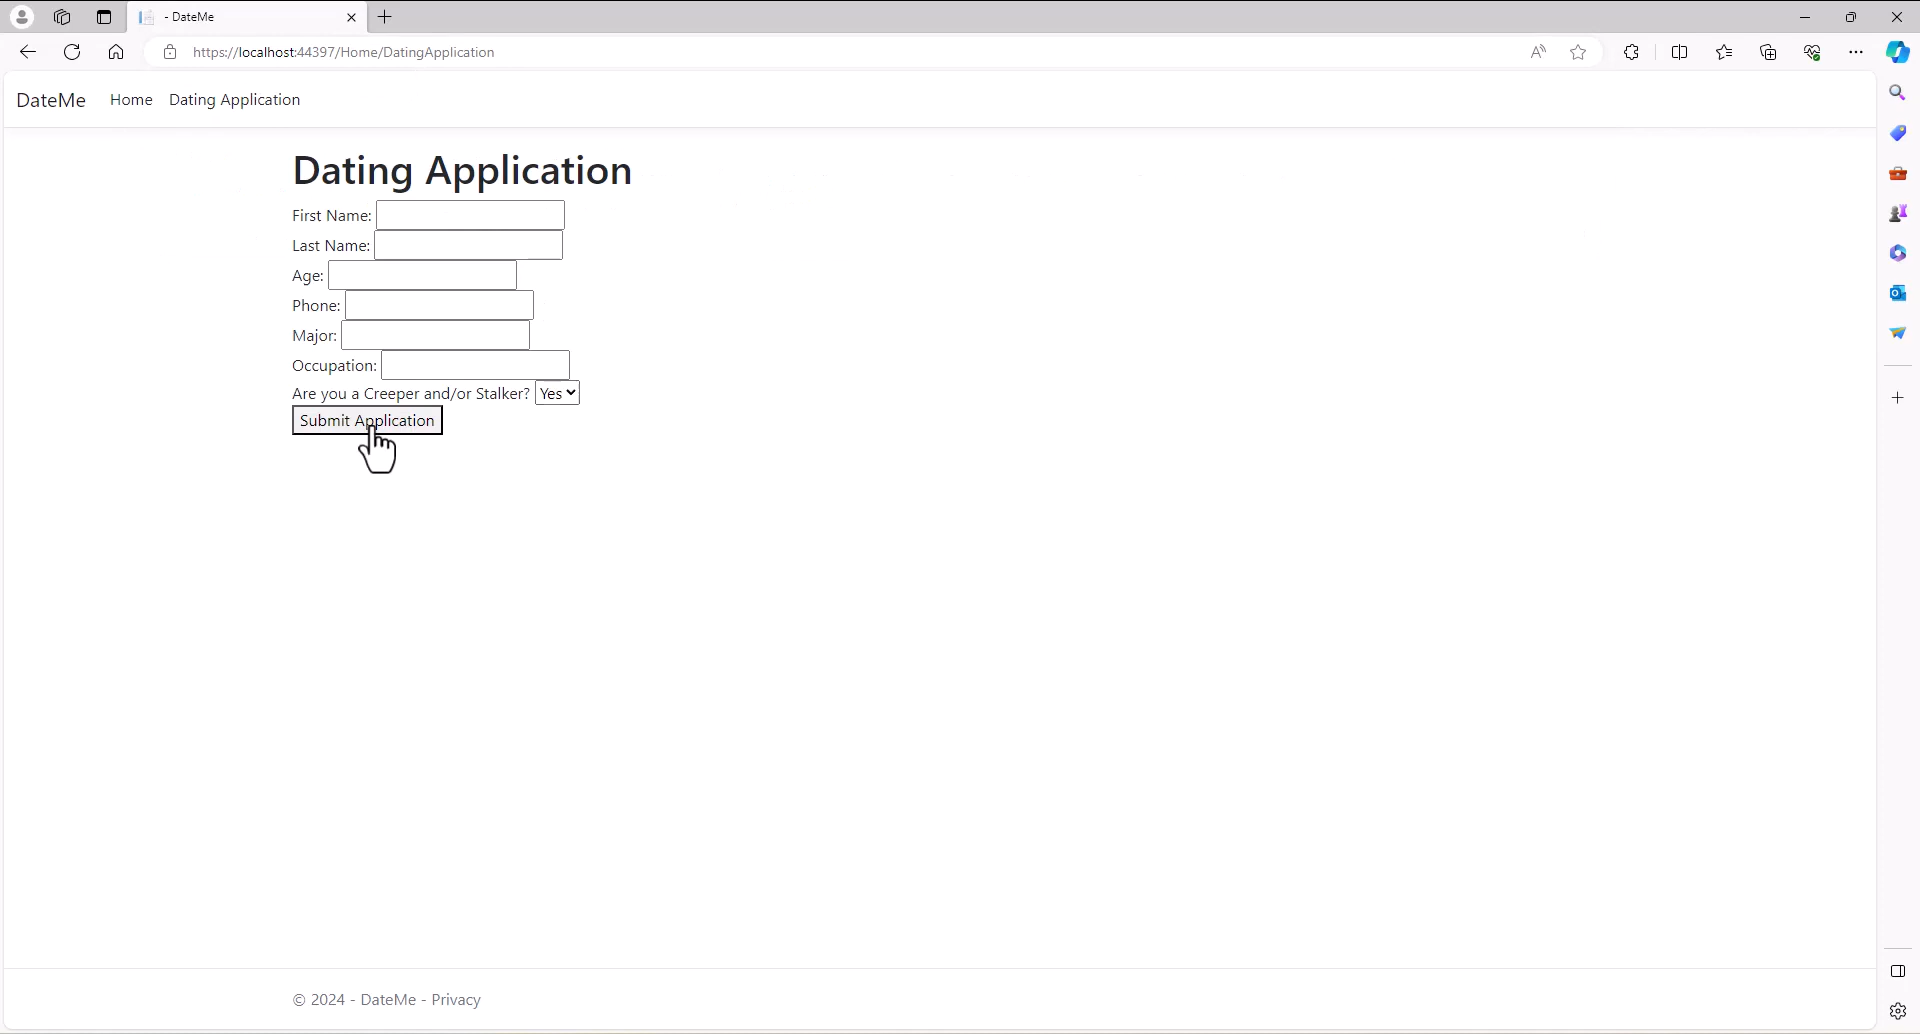 - DateMe
https://localhost:44397/Home/DatingApplication
DateMe Home Dating Application
Dating Application
First Name:
Last Name:
Age:
Phone:
Major:
Occupation:
Are you a Creeper and/or Stalker? Yes
Submit Application
© 2024 - DateMe - Privacy